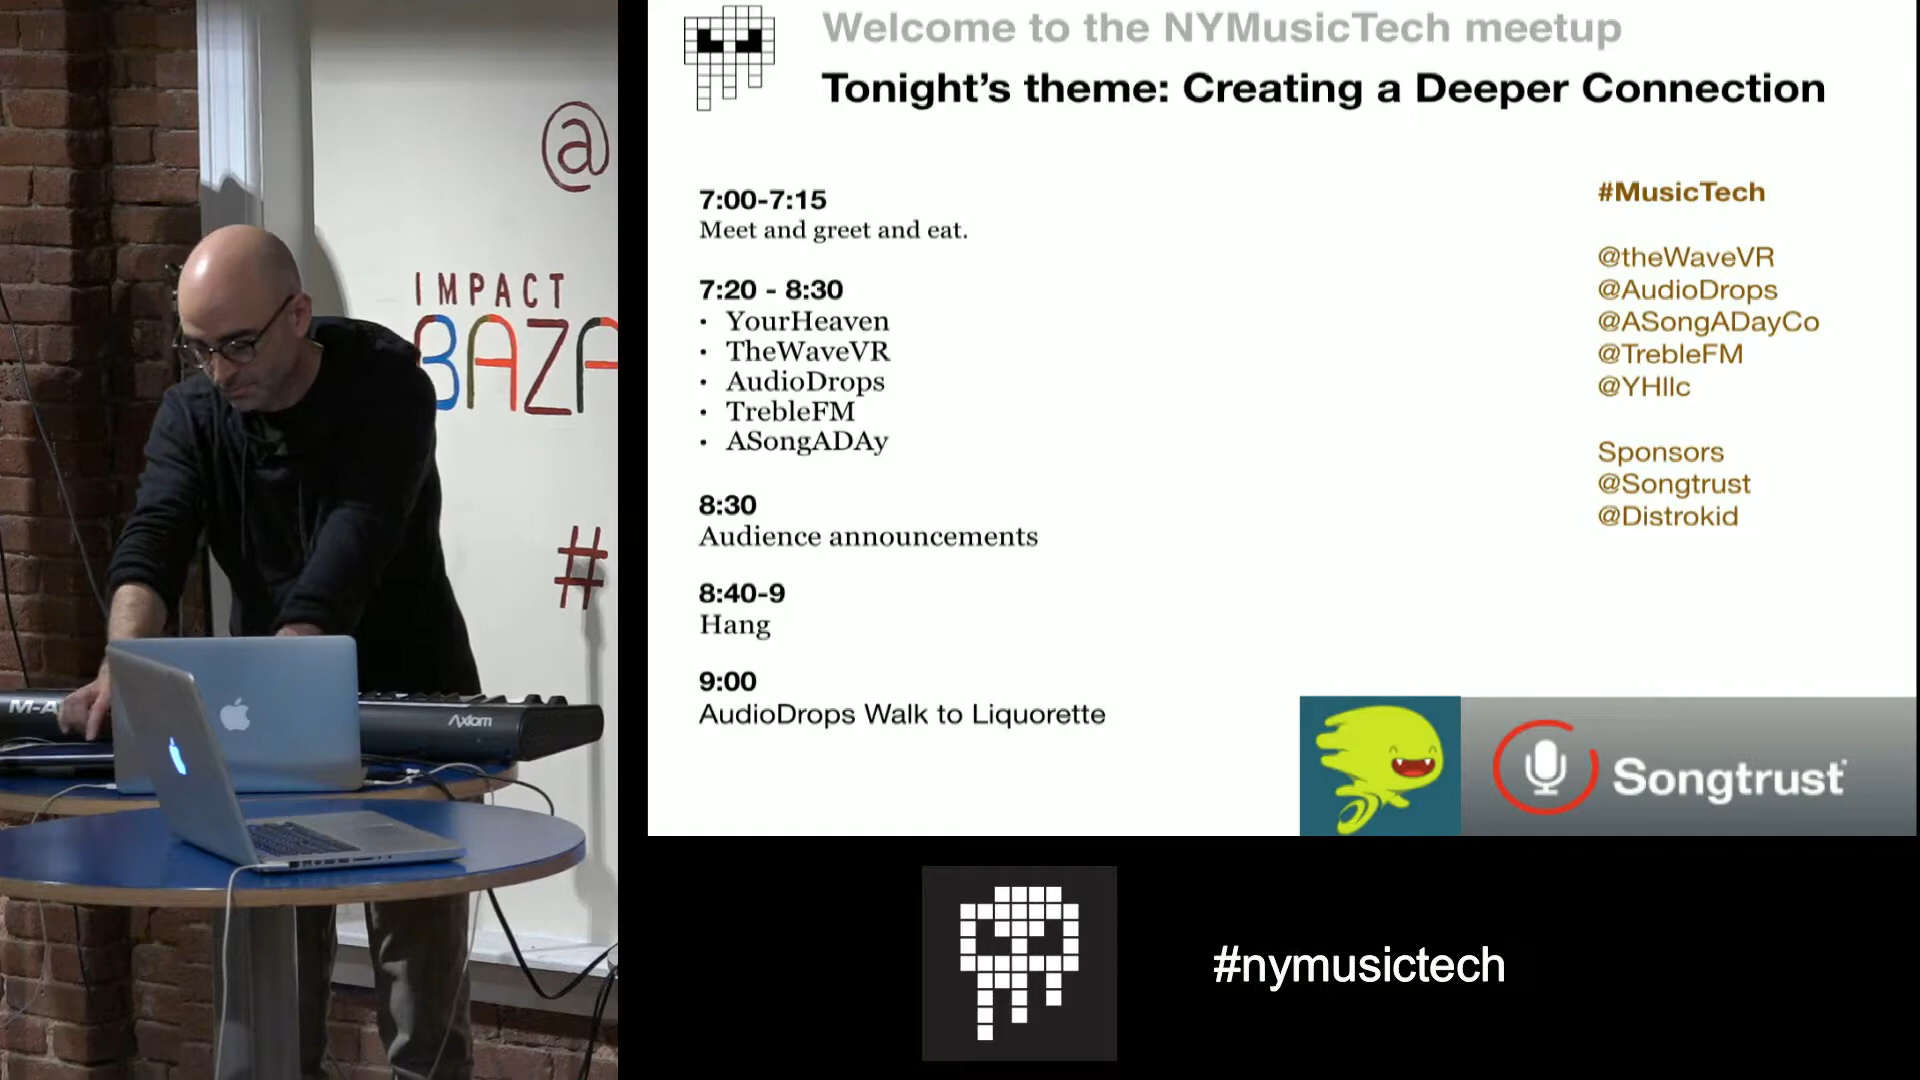 @
IMPACT
#
M-A
Axiom
Welcome to the NYMusicTech meetup
Tonight’s theme: Creating a Deeper Connection
7:00-7:15
Meet and greet and eat.
7:20 - 8:30
• YourHeaven
• TheWaveVR
• AudioDrops
• TrebleFM
• ASongADAy
8:30
Audience announcements
8:40-9
Hang
9:00
AudioDrops Walk to Liquorette
#MusicTech
@theWaveVR
@AudioDrops
@ASongADayCo
@TrebleFM
@YHllc
Sponsors
@Songtrust
@Distrokid
Songtrust
#nymusictech